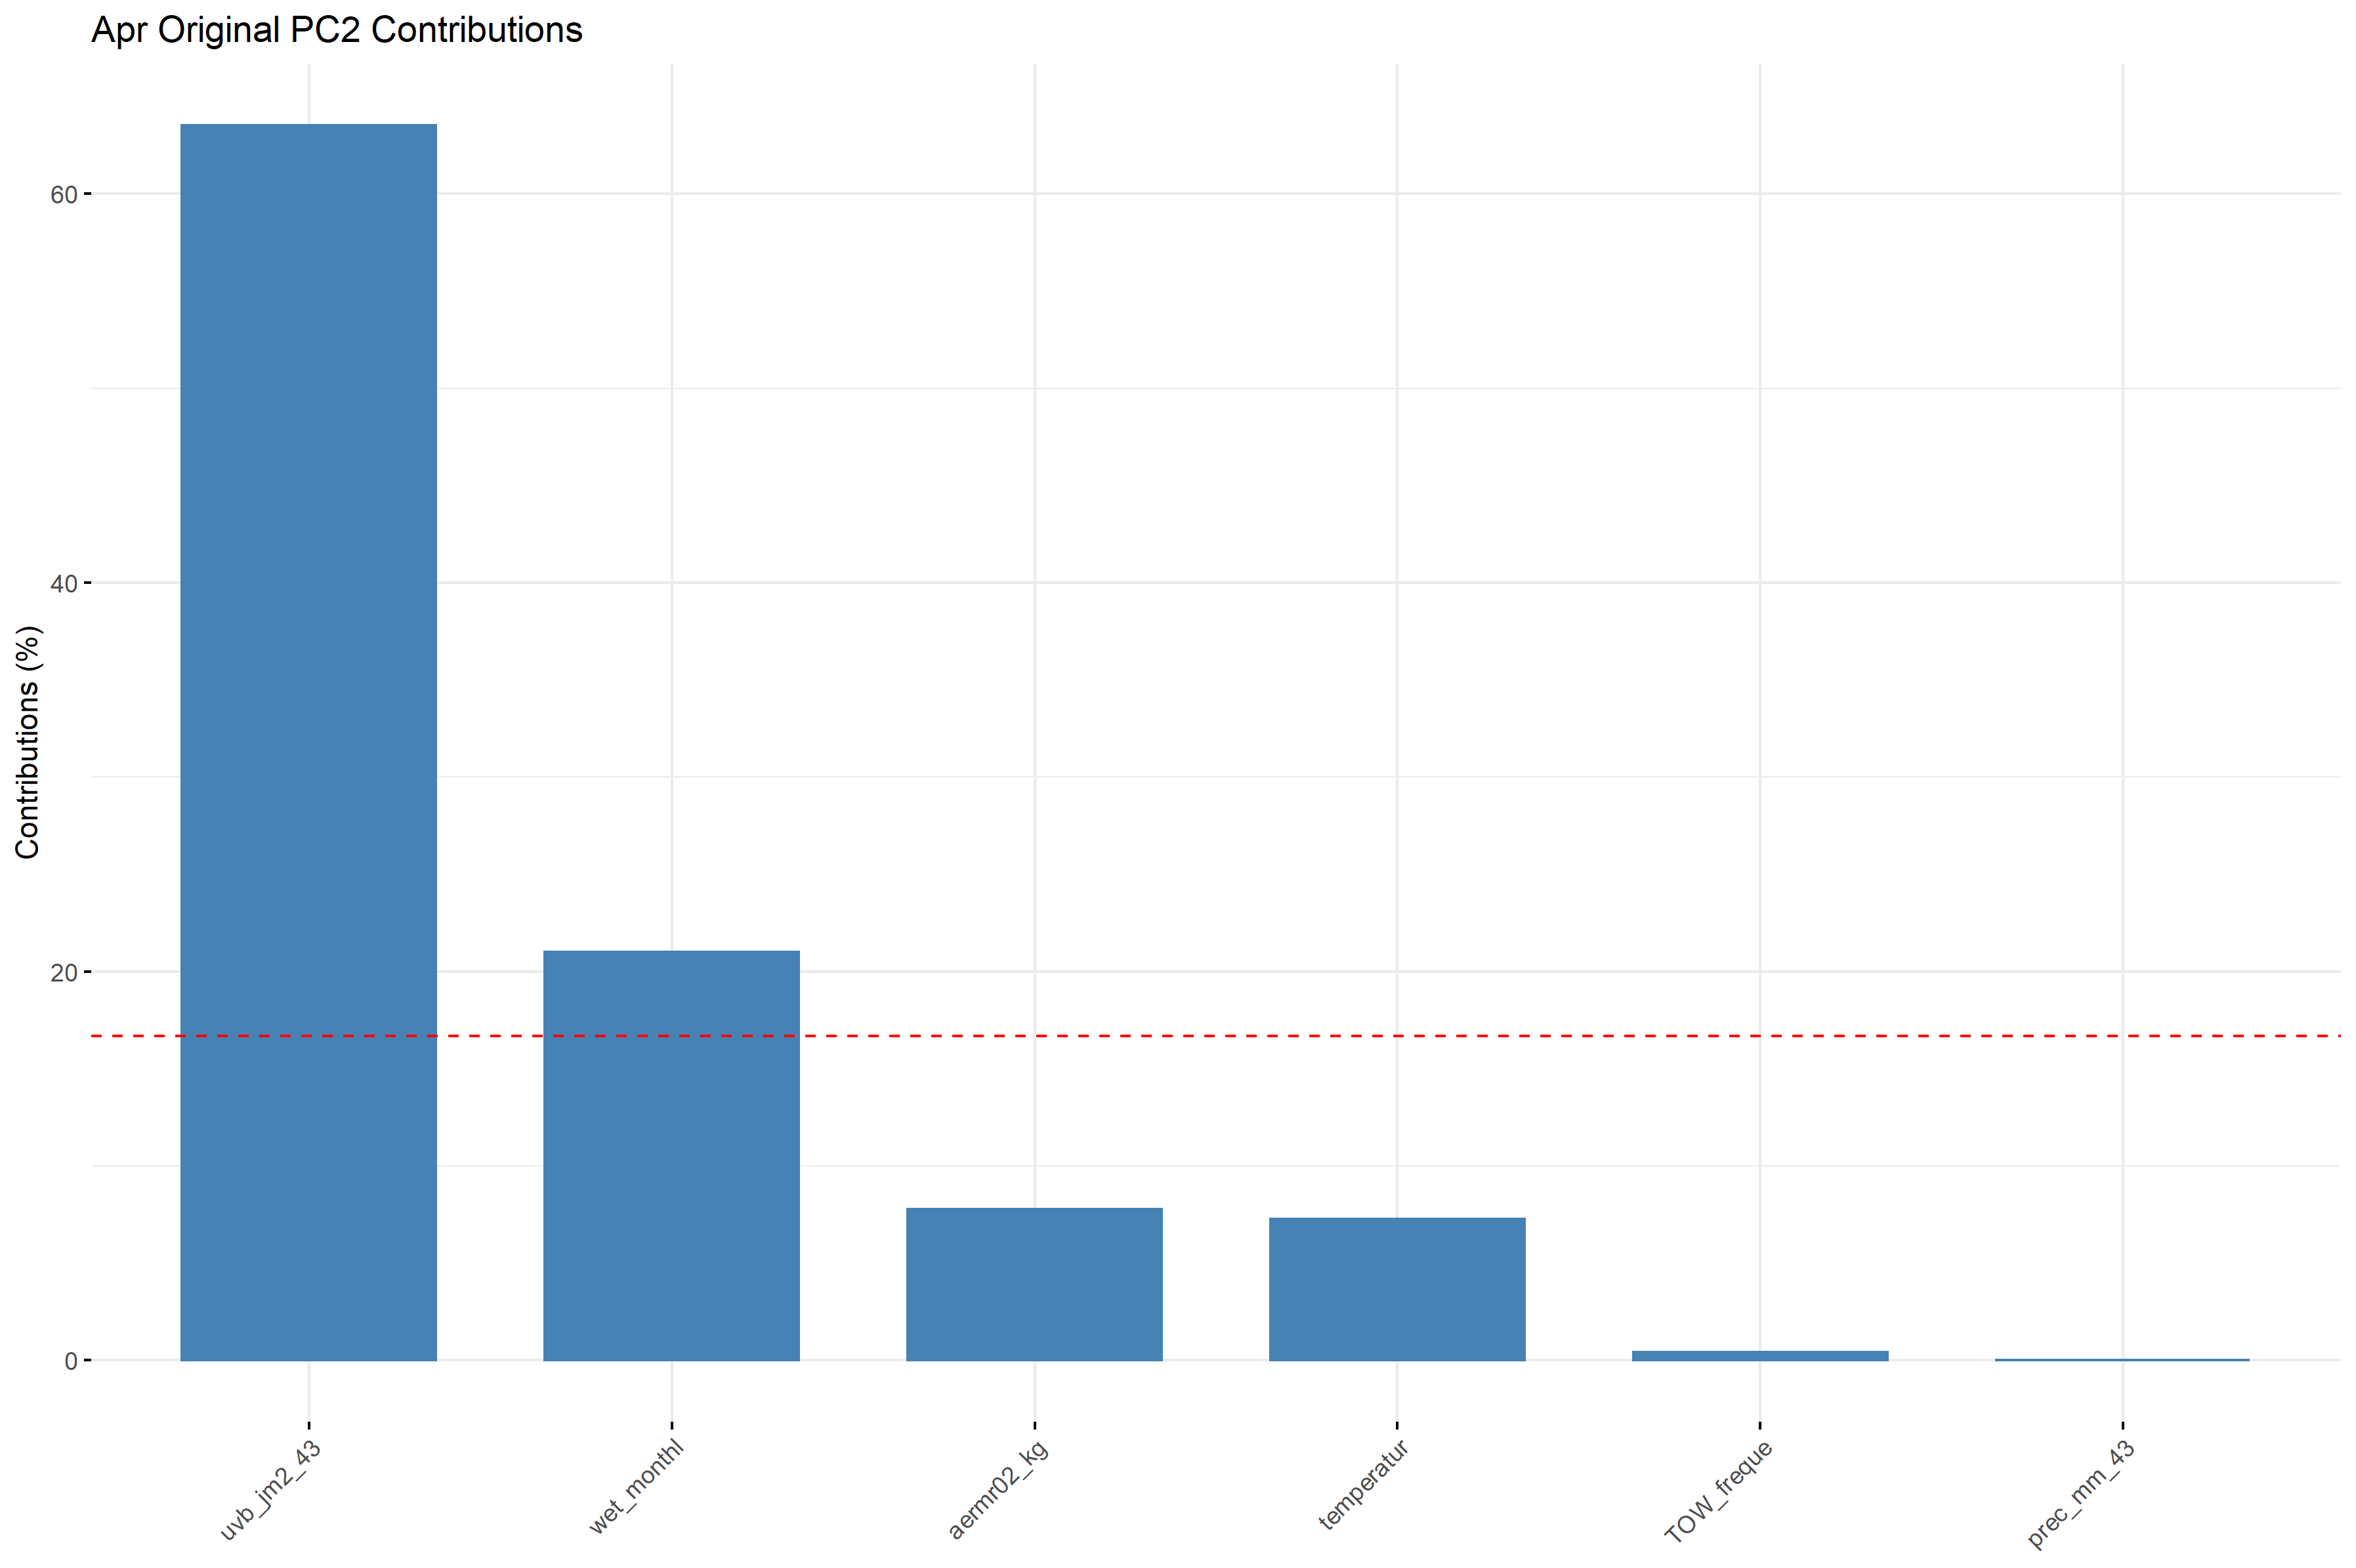 Apr Original PC2 Contributions
Contributions (%)
60
40
20
0
uvb_jm2_43
wet_monthl
aermr02_kg
temperatur
TOW_freque
prec_mm_43